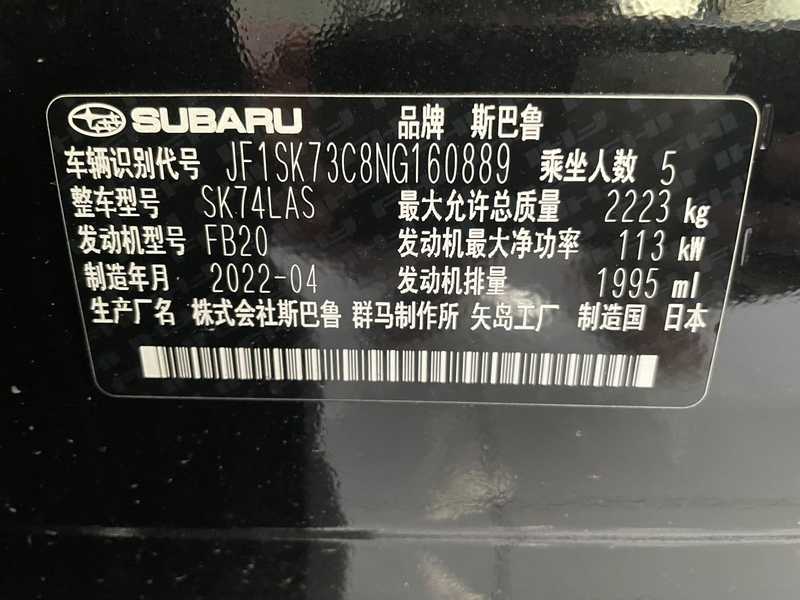 SUBARU 品牌 斯巴鲁
车辆识别代号 JF1SK73C8NG160889 乘坐人数 5
整车型号 SK74LAS 最大允许总质量 2223 kg
发动机型号 FB20 发动机最大净功率 113 kW
制造年月 2022-04 发动机排量 1995 ml
生产厂名 株式会社斯巴鲁 群马制作所 矢岛工厂 制造国 日本